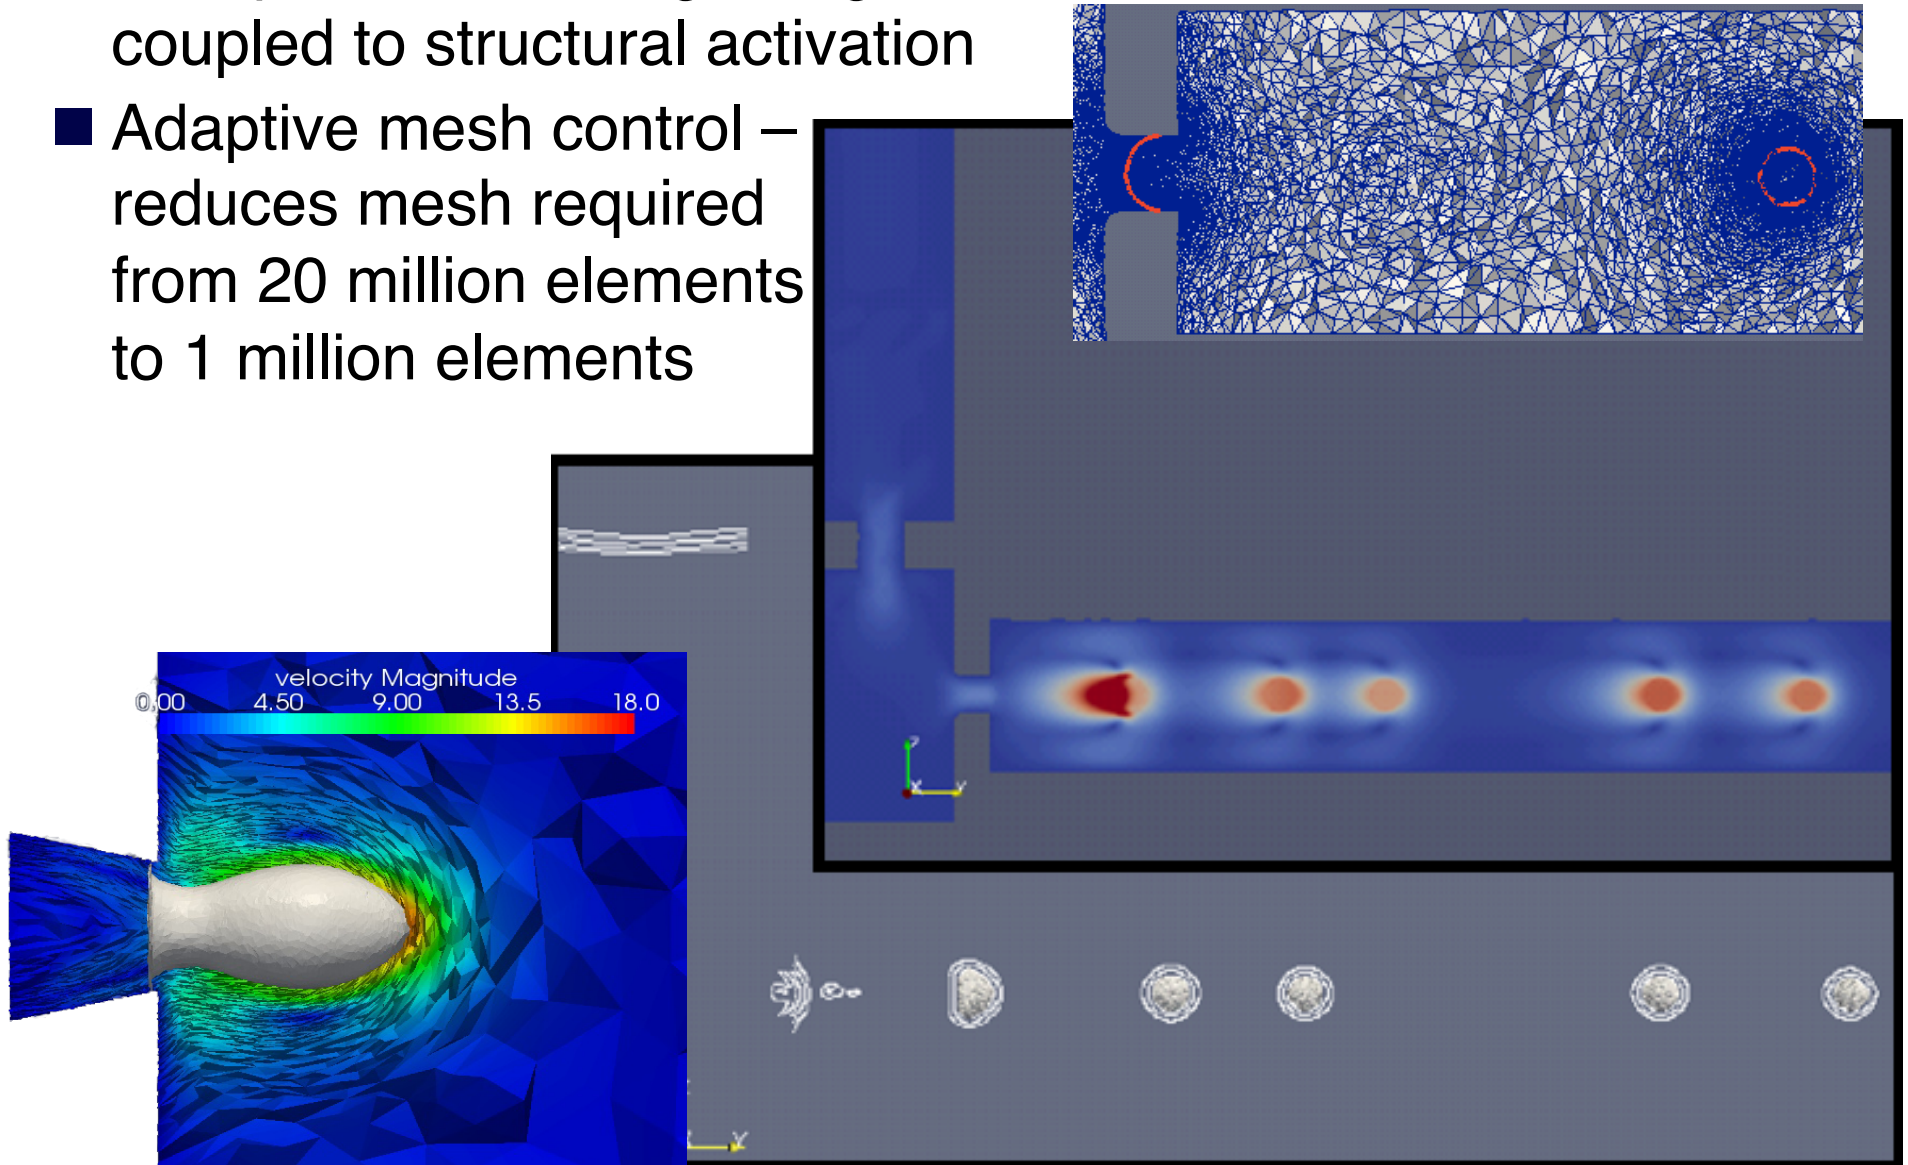 coupled to structural activation
Adaptive mesh control –
reduces mesh required
from 20 million elements
to 1 million elements
velocity Magnitude
0.00 4.50 9.00 13.5 18.0
X Y
Y